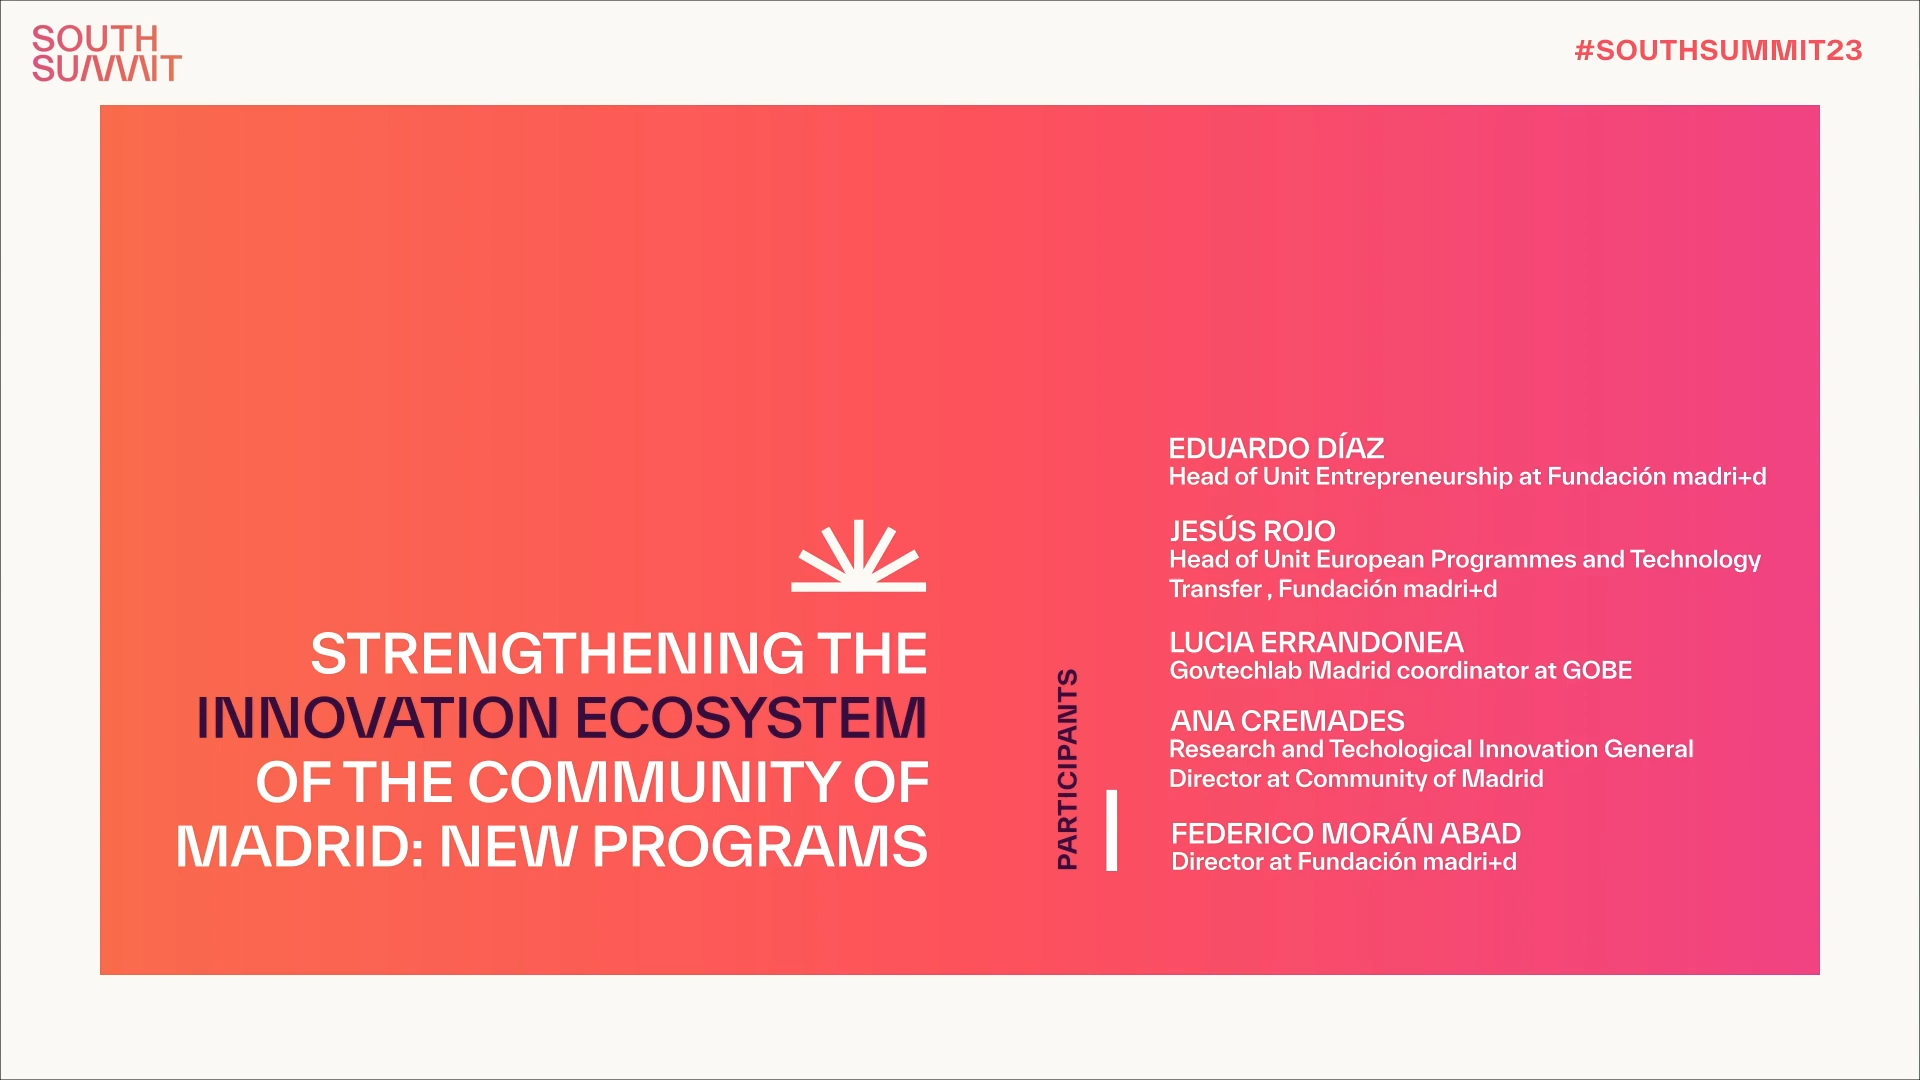 SOUTH
SUMMIT
#SOUTHSUMMIT23
STRENGTHENING THE
INNOVATION ECOSYSTEM
OF THE COMMUNITY OF
MADRID: NEW PROGRAMS
PARTICIPANTS
EDUARDO DÍAZ
Head of Unit Entrepreneurship at Fundación madri+d
JESÚS ROJO
Head of Unit European Programmes and Technology
Transfer , Fundación madri+d
LUCIA ERRANDONEA
Govtechlab Madrid coordinator at GOBE
ANA CREMADES
Research and Techological Innovation General
Director at Community of Madrid
FEDERICO MORÁN ABAD
Director at Fundación madri+d